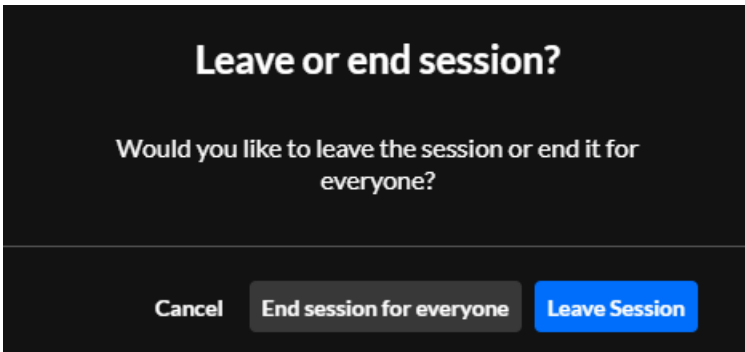 Leave or end session?
Would you like to leave the session or end it for
everyone?
Cancel
End session for everyone
Leave Session